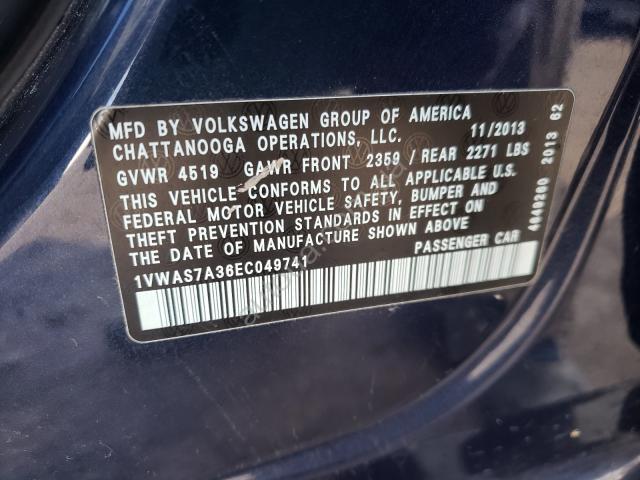 MFD BY VOLKSWAGEN GROUP OF AMERICA
CHATTANOOGA OPERATIONS, LLC. 11/2013
GVWR 4519 GAWR FRONT 2359 / REAR 2271 LBS
THIS VEHICLE CONFORMS TO ALL APPLICABLE U.S.
FEDERAL MOTOR VEHICLE SAFETY, BUMPER AND
THEFT PREVENTION STANDARDS IN EFFECT ON
THE DATE OF MANUFACTURE SHOWN ABOVE
1VWAS7A36EC049741 PASSENGER CAR
2013 62